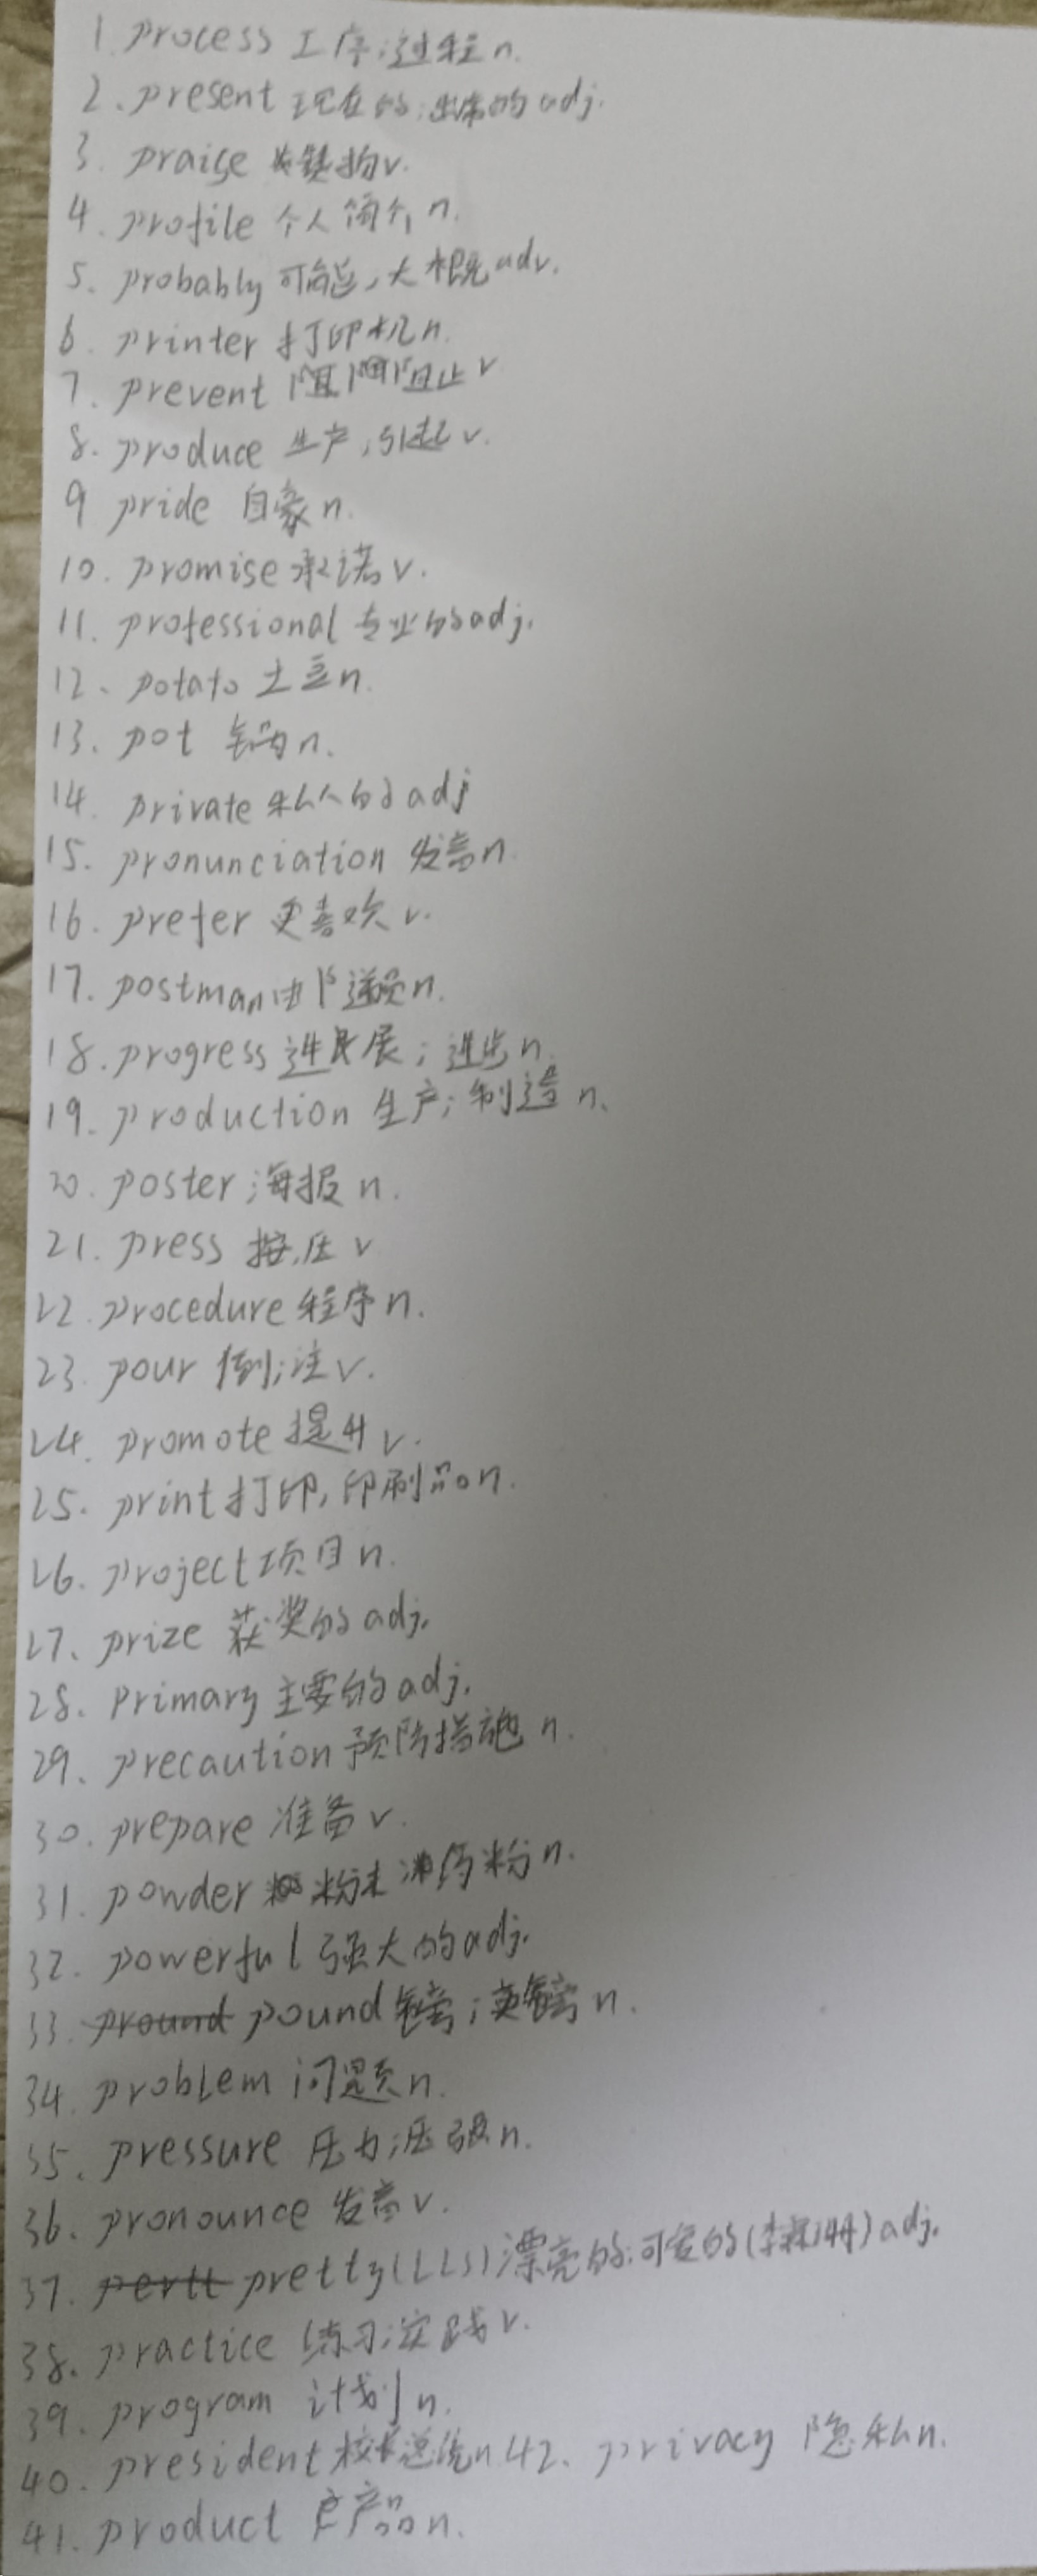 1. process 工序;过程 n.
2. present 现在的;出席的 adj.
3. praise 赞扬 v.
4. profile 个人简介 n.
5. probably 可能,大概 adv.
6. printer 打印机 n.
7. prevent 阻止 v
8. produce 生产,引起 v.
9 pride 自豪 n.
10. promise 承诺 v.
11. professional 专业的 adj.
12. potato 土豆 n.
13. pot 锅 n.
14. private 私人的 adj
15. pronunciation 发音 n.
16. prefer 更喜欢 v.
17. postman 邮递员 n.
18. progress 进展;进步 n.
19. production 生产;制造 n.
20. poster 海报 n.
21. press 按,压 v
22. procedure 程序 n.
23. pour 倒;注 v.
24. promote 提升 v.
25. print 打印,印刷品 n.
26. project 项目 n.
27. prize 获奖的 adj.
28. primary 主要的 adj.
29. precaution 预防措施 n.
30. prepare 准备 v.
31. powder 粉末 药粉 n.
32. powerful 强大的 adj.
33. pround pound 镑;英镑 n.
34. problem 问题 n.
35. pressure 压力;压强 n.
36. pronounce 发音 v.
37. pertt pretty (LLS) 漂亮的;可爱的 adj.
38. practice 练习;实践 v.
39. program 计划 n.
40. president 校长总统 n 42. privacy 隐私 n.
41. product 产品 n.